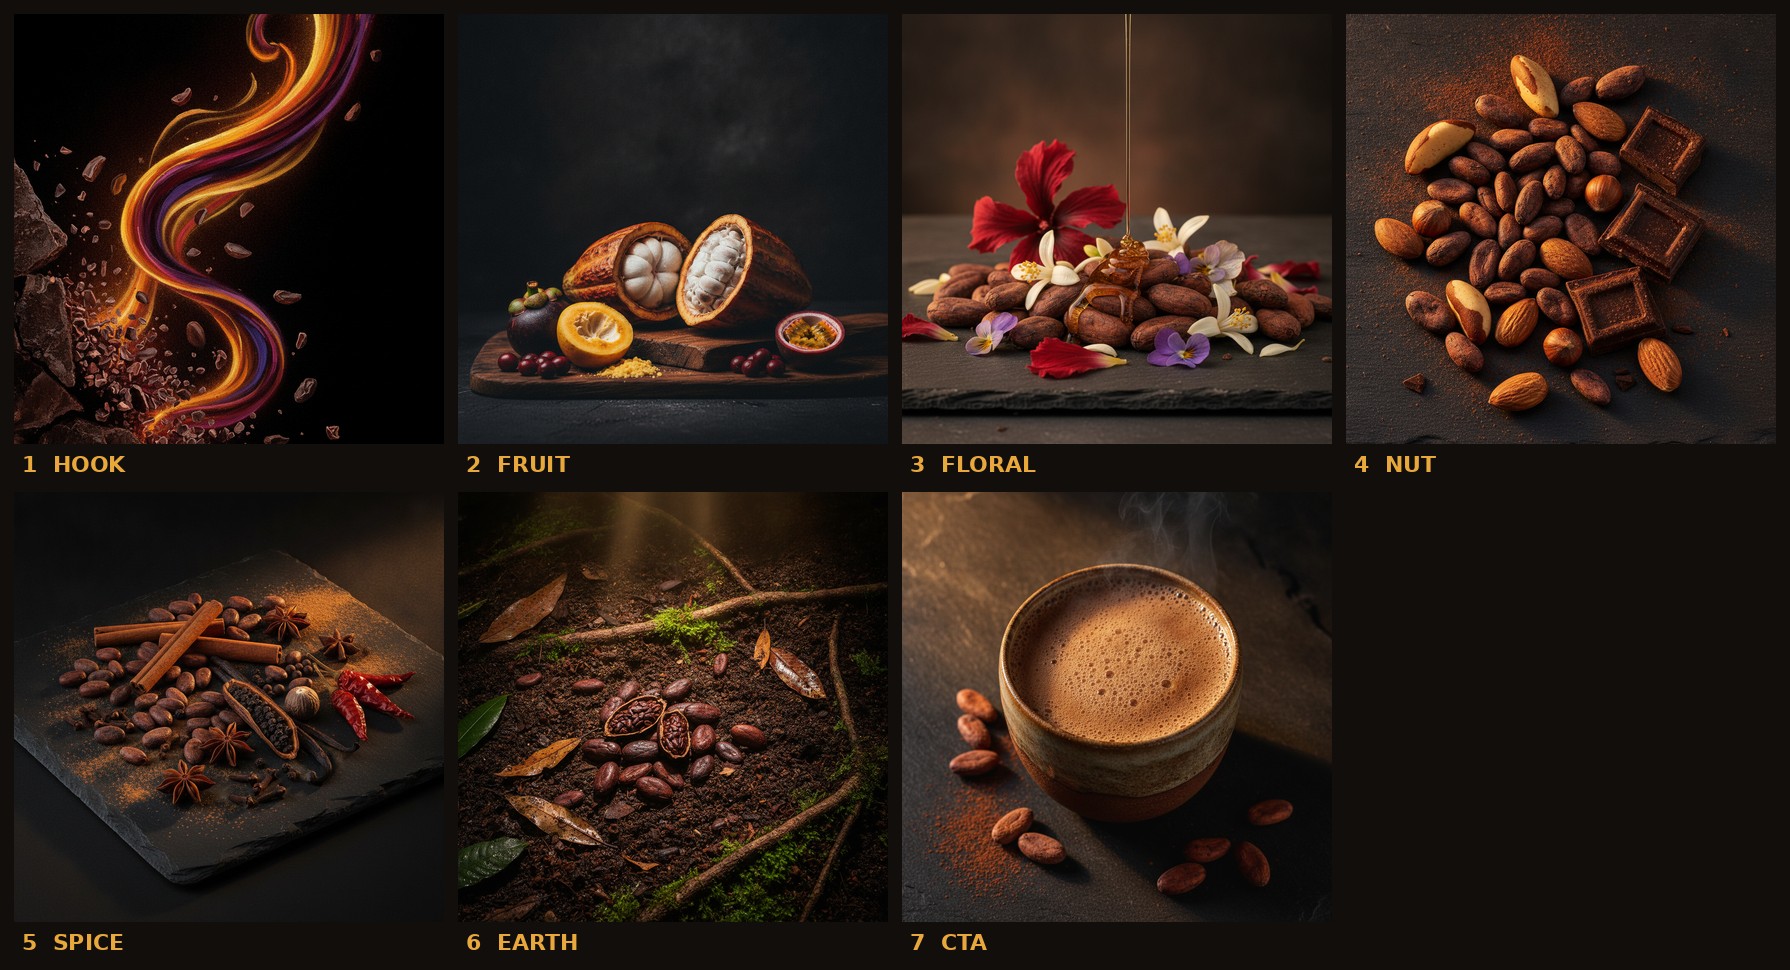 1 HOOK
2 FRUIT
3 FLORAL
4 NUT
5 SPICE
6 EARTH
7 CTA